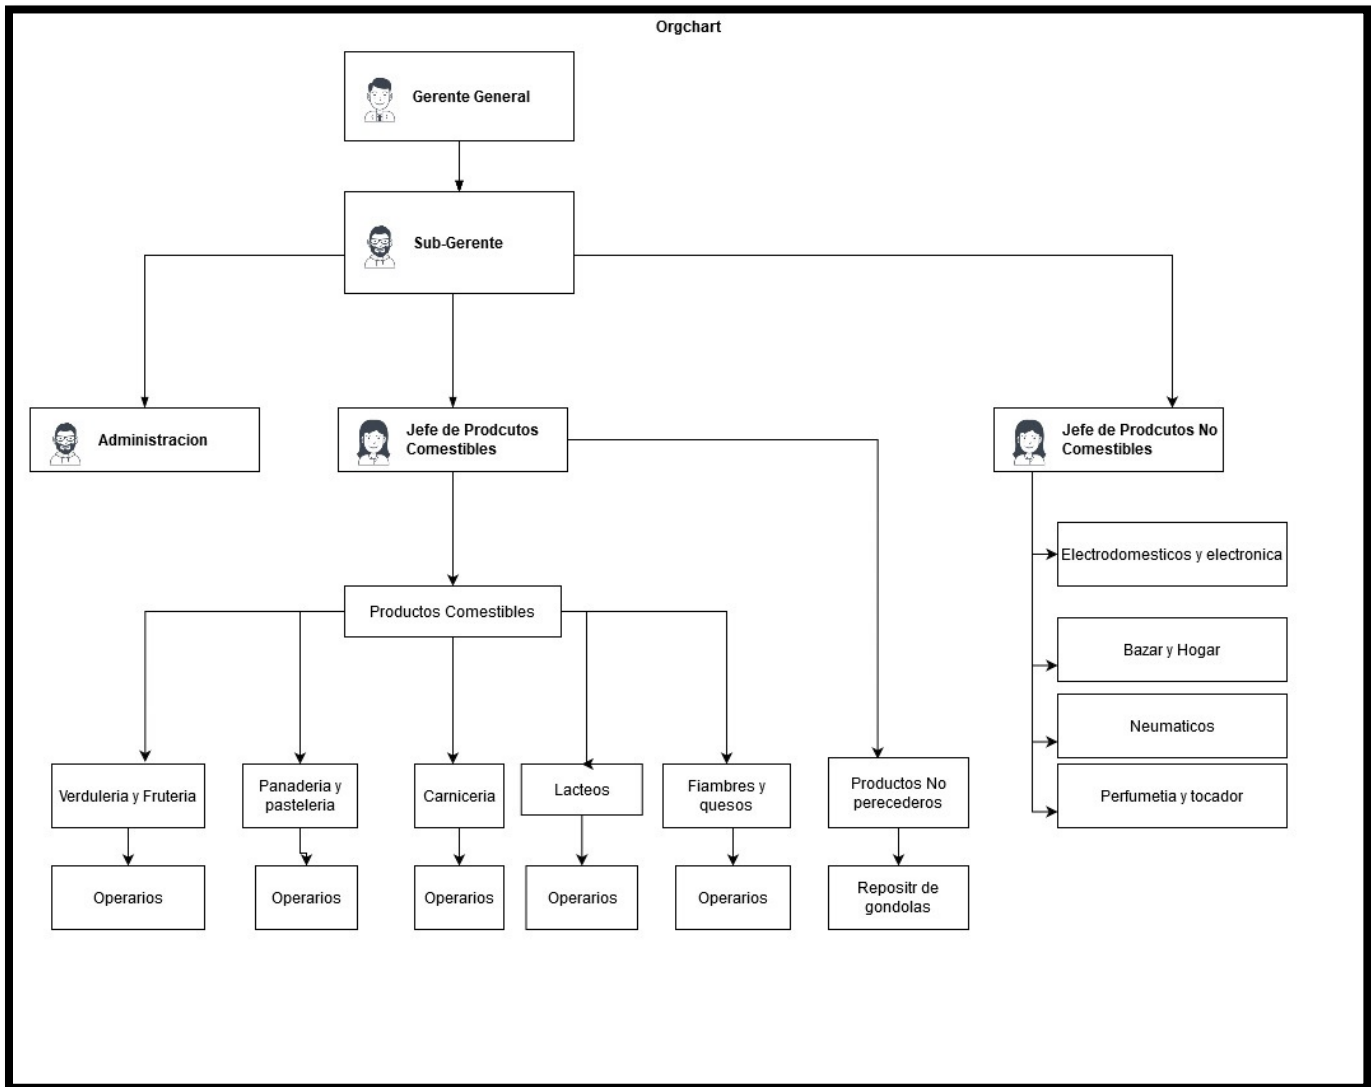 Orgchart
Gerente General
Sub-Gerente
Administracion
Jefe de Prodcutos
Comestibles
Jefe de Prodcutos No
Comestibles
Electrodomesticos y electronica
Productos Comestibles
Bazar y Hogar
Neumaticos
Verduleria y Fruteria
Panaderia y
pasteleria
Carniceria
Lacteos
Fiambres y
quesos
Productos No
perecederos
Perfumetia y tocador
Operarios
Operarios
Operarios
Operarios
Operarios
Repositr de
gondolas